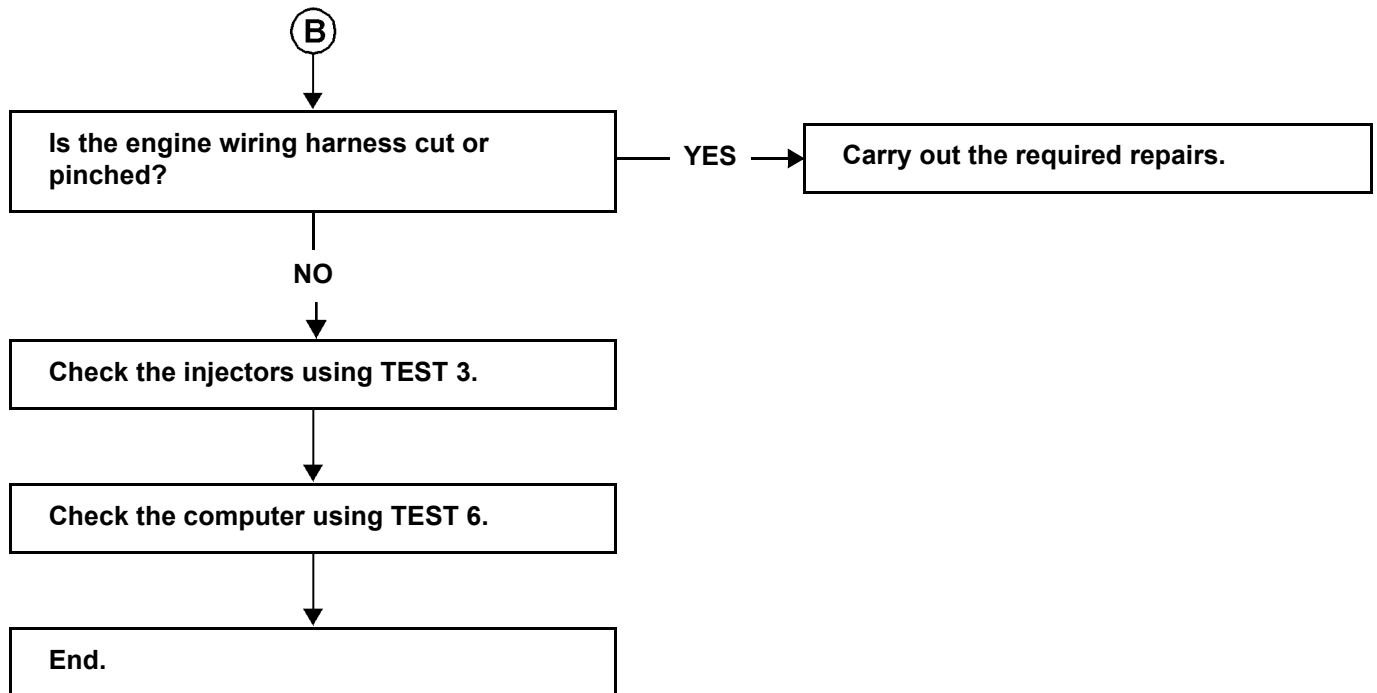 B
Is the engine wiring harness cut or
pinched?
YES
Carry out the required repairs.
NO
Check the injectors using TEST 3.
Check the computer using TEST 6.
End.